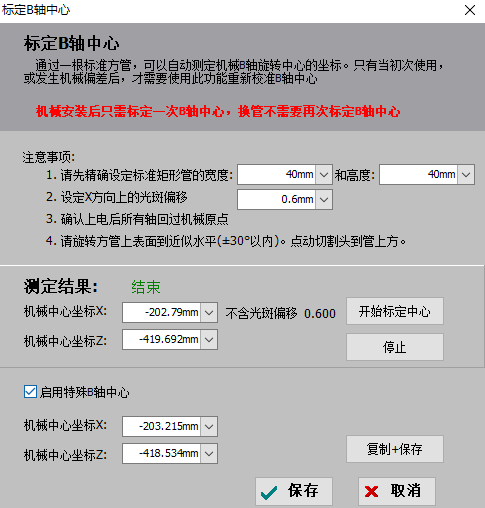 标定B轴中心
标定B轴中心
通过一根标准方管，可以自动测定机械B轴旋转中心的坐标。只有当初次使用，
或发生机械偏差后，才需要使用此功能重新校准B轴中心
机械安装后只需标定一次B轴中心，换管不需要再次标定B轴中心
注意事项:
1. 请先精确设定标准矩形管的宽度: 40mm 和高度: 40mm
2. 设定X方向上的光斑偏移 0.6mm
3. 确认上电后所有轴回过机械原点
4. 请旋转方管上表面到近似水平(±30°以内)。点动切割头到管上方。
测定结果: 结束
机械中心坐标X: -202.79mm 不含光斑偏移 0.600 开始标定中心
机械中心坐标Z: -419.692mm 停止
启用特殊B轴中心
机械中心坐标X: -203.215mm
机械中心坐标Z: -418.534mm 复制+保存
保存 取消